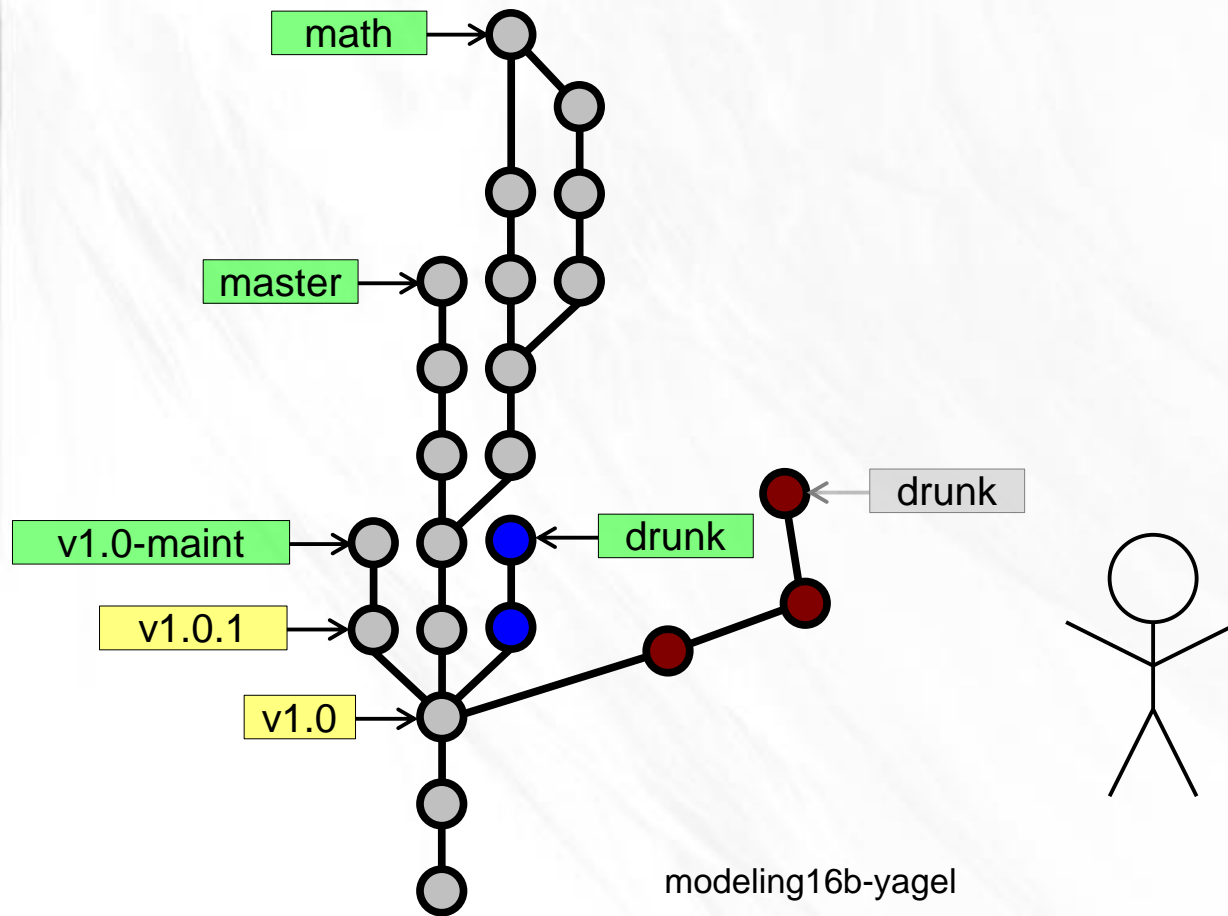 math
master
drunk
v1.0-maint
drunk
v1.0.1
v1.0
modeling16b-yagel